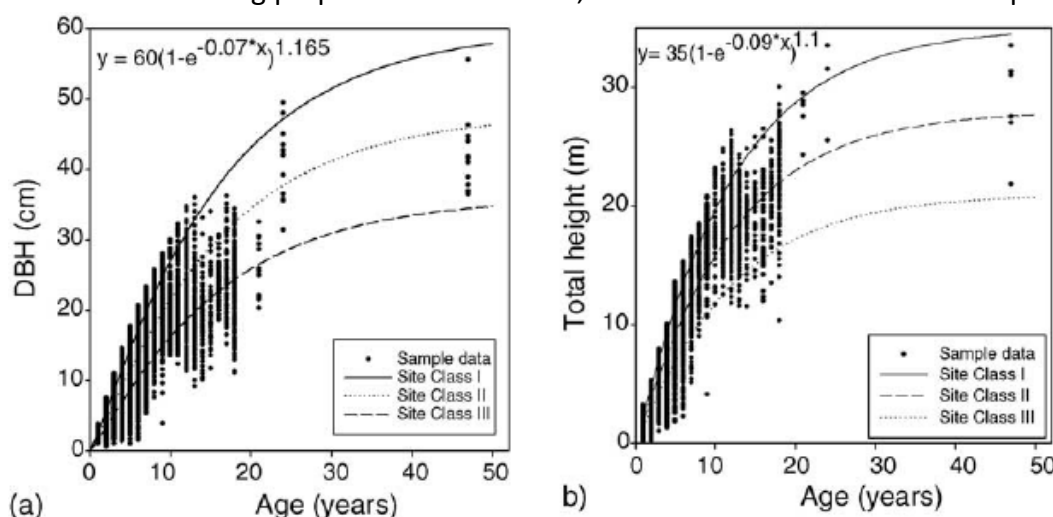 y = 60(1-e^-0.07*x)^1.165
60
50
40
30
20
10
0
DBH (cm)
Sample data
Site Class I
Site Class II
Site Class III
0 10 20 30 40 50
(a) Age (years)
y= 35(1-e^-0.09*x)^1.1
30
20
10
0
Total height (m)
Sample data
Site Class I
Site Class II
Site Class III
0 10 20 30 40 50
b) Age (years)